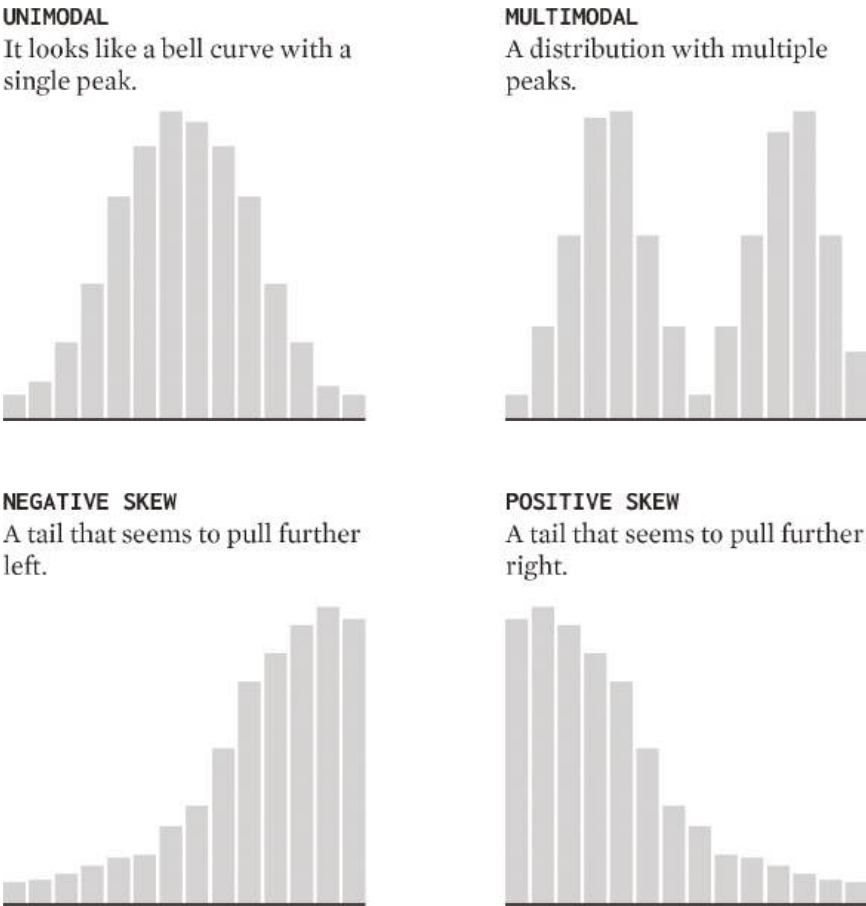 UNIMODAL
It looks like a bell curve with a
single peak.
MULTIMODAL
A distribution with multiple
peaks.
NEGATIVE SKEW
A tail that seems to pull further
left.
POSITIVE SKEW
A tail that seems to pull further
right.